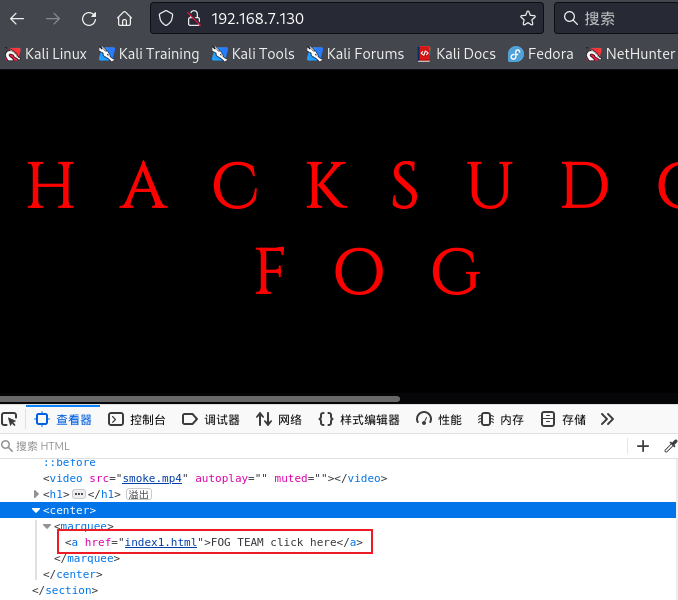 192.168.7.130
搜索
Kali Linux Kali Training Kali Tools Kali Forums Kali Docs Fedora NetHunter
H A C K S U D O
F O G
查看器 控制台 调试器 网络 样式编辑器 性能 内存 存储
搜索 HTML
::before
<video src="smoke.mp4" autoplay="" muted=""></video>
<h1> </h1> 溢出
<center>
<marquee>
<a href="index1.html">FOG TEAM click here</a>
</marquee>
</center>
</section>